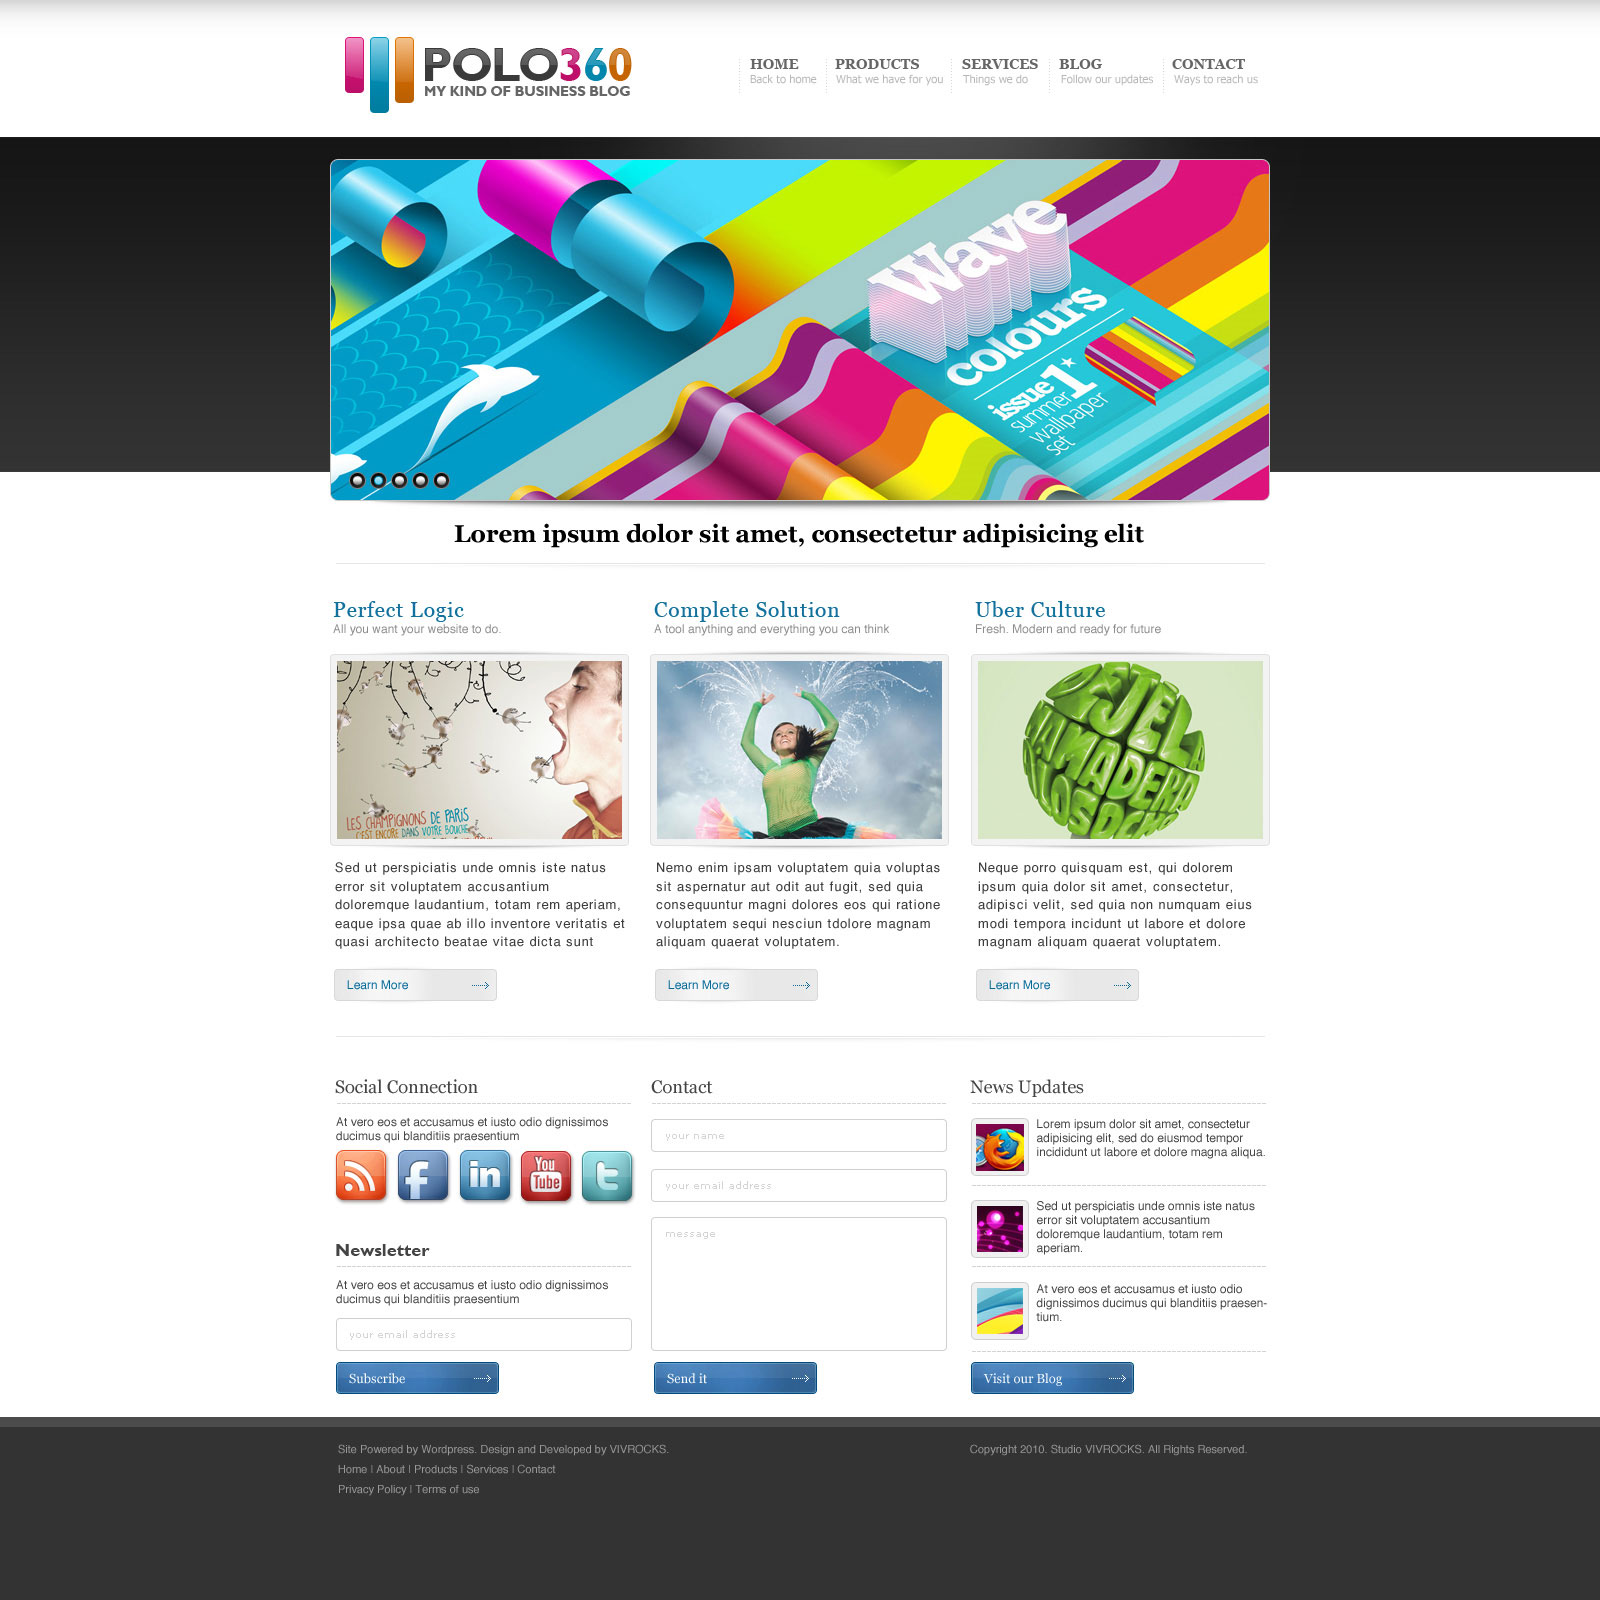 POLO360
MY KIND OF BUSINESS BLOG
HOME
Back to home
PRODUCTS
What we have for you
SERVICES
Things we do
BLOG
Follow our updates
CONTACT
Ways to reach us
Wave
colours
issue 1
summer
wallpaper
set
Lorem ipsum dolor sit amet, consectetur adipisicing elit
Perfect Logic
All you want your website to do.
LES CHAMPIGNONS DE PARIS
C'EST ENCORE DANS VOTRE BOUCHE
Sed ut perspiciatis unde omnis iste natus
error sit voluptatem accusantium
doloremque laudantium, totam rem aperiam,
eaque ipsa quae ab illo inventore veritatis et
quasi architecto beatae vitae dicta sunt
Learn More
Complete Solution
A tool anything and everything you can think
Nemo enim ipsam voluptatem quia voluptas
sit aspernatur aut odit aut fugit, sed quia
consequuntur magni dolores eos qui ratione
voluptatem sequi nesciun tdolore magnam
aliquam quaerat voluptatem.
Learn More
Uber Culture
Fresh. Modern and ready for future
Neque porro quisquam est, qui dolorem
ipsum quia dolor sit amet, consectetur,
adipisci velit, sed quia non numquam eius
modi tempora incidunt ut labore et dolore
magnam aliquam quaerat voluptatem.
Learn More
Social Connection
At vero eos et accusamus et iusto odio dignissimos
ducimus qui blanditiis praesentium
f
in
You
Tube
t
Newsletter
At vero eos et accusamus et iusto odio dignissimos
ducimus qui blanditiis praesentium
your email address
Subscribe
Contact
your name
your email address
message
Send it
News Updates
Lorem ipsum dolor sit amet, consectetur
adipisicing elit, sed do eiusmod tempor
incididunt ut labore et dolore magna aliqua.
Sed ut perspiciatis unde omnis iste natus
error sit voluptatem accusantium
doloremque laudantium, totam rem
aperiam.
At vero eos et accusamus et iusto odio
dignissimos ducimus qui blanditiis praesen-
tium.
Visit our Blog
Site Powered by Wordpress. Design and Developed by VIVROCKS.
Home | About | Products | Services | Contact
Privacy Policy | Terms of use
Copyright 2010. Studio VIVROCKS. All Rights Reserved.